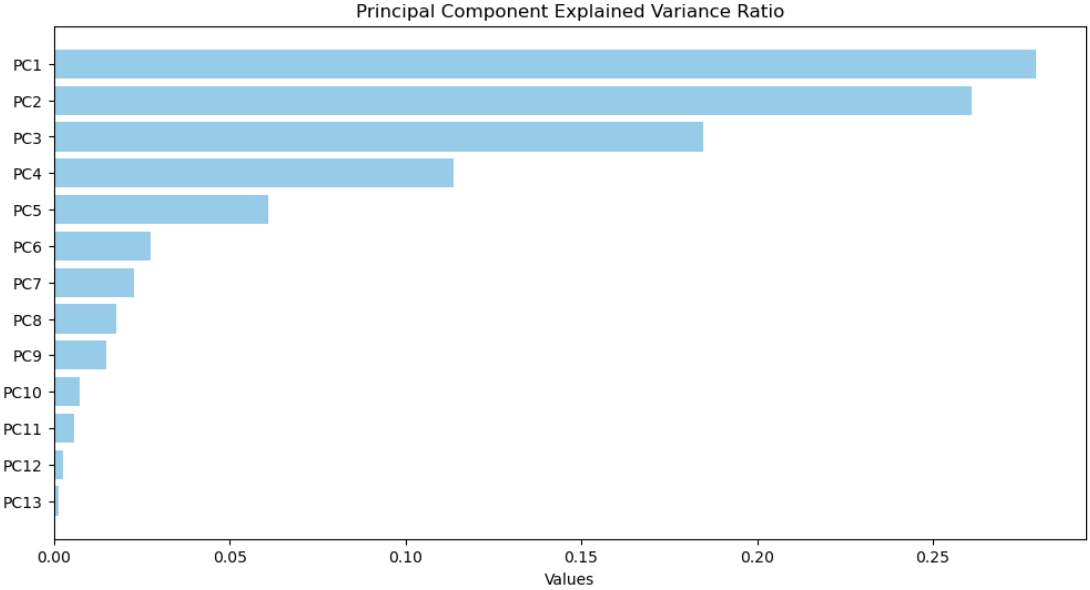 Principal Component Explained Variance Ratio
PC1
PC2
PC3
PC4
PC5
PC6
PC7
PC8
PC9
PC10
PC11
PC12
PC13
0.00 0.05 0.10 0.15 0.20 0.25
Values